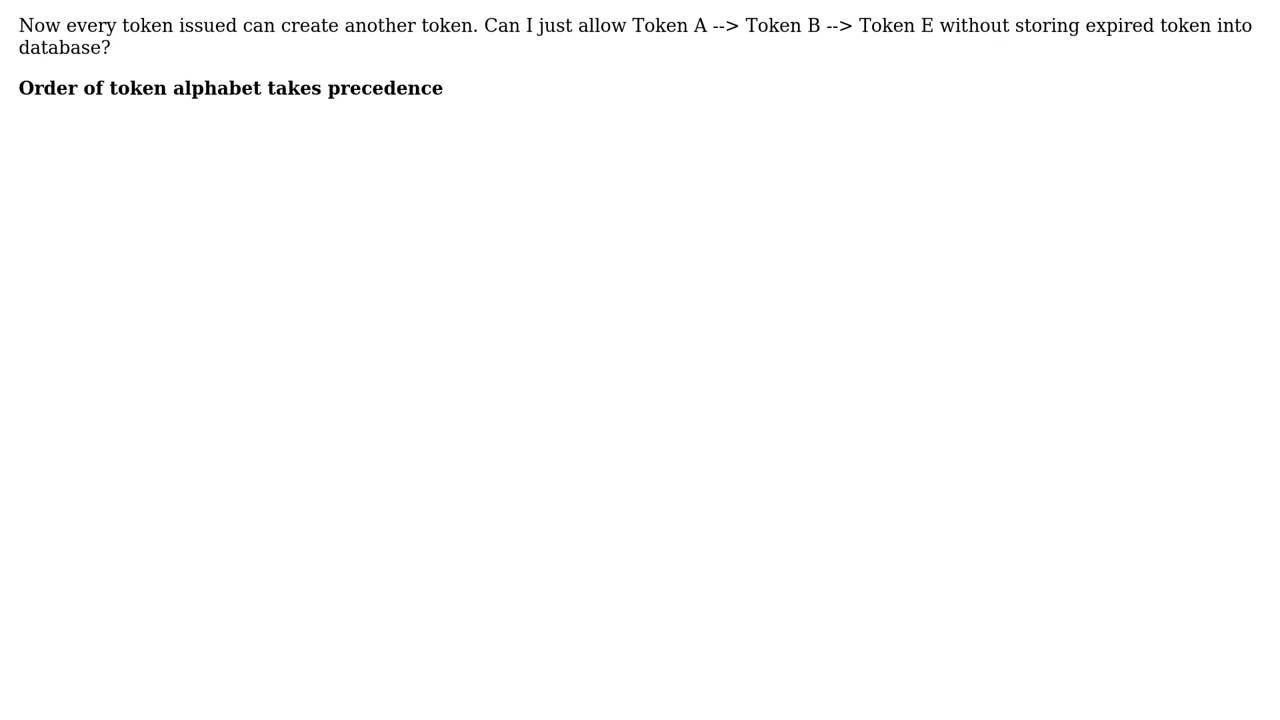 Now every token issued can create another token. Can I just allow Token A --> Token B --> Token E without storing expired token into
database?
Order of token alphabet takes precedence